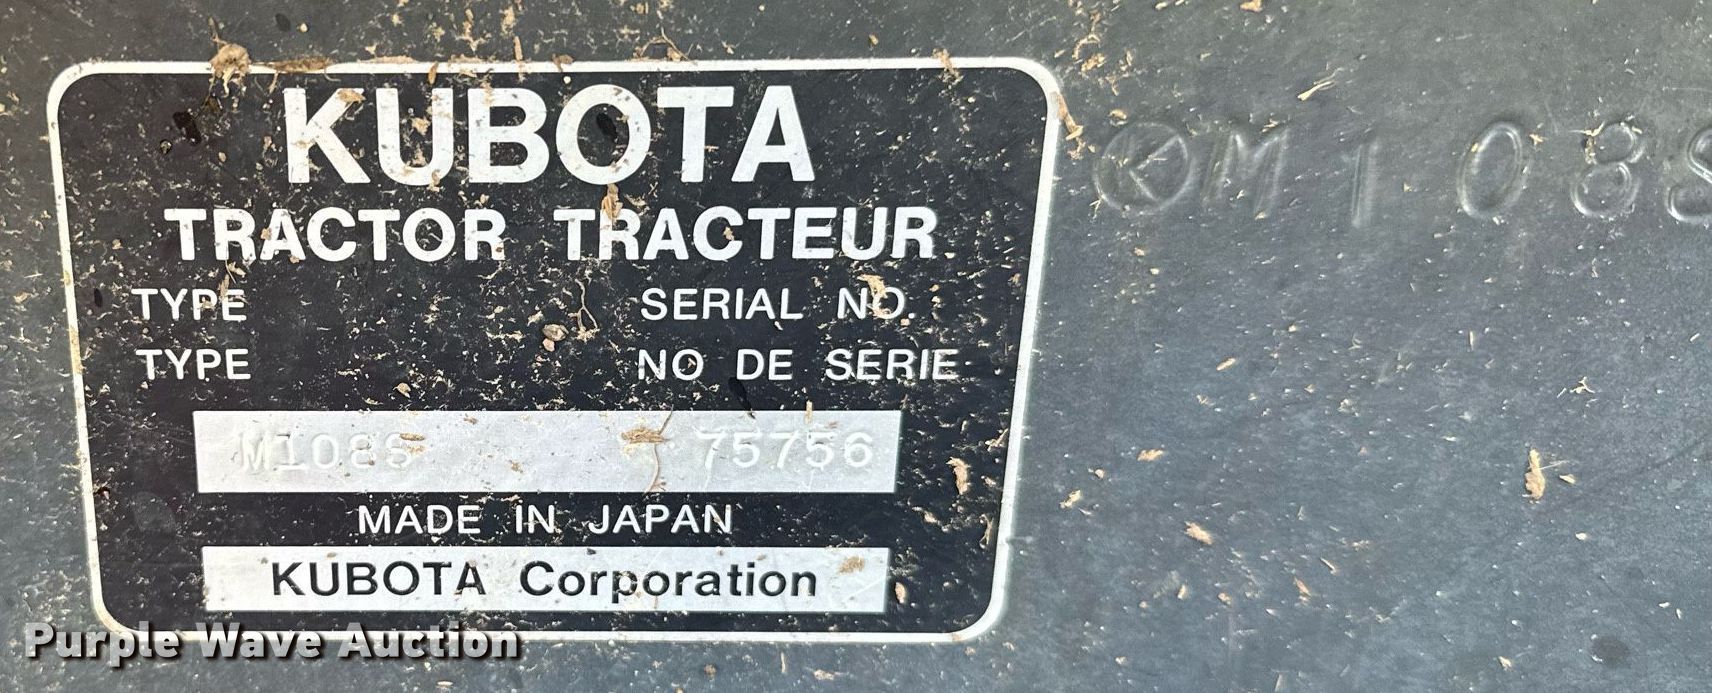 KUBOTA
TRACTOR TRACTEUR
TYPE SERIAL NO.
TYPE NO DE SERIE
M108S 75756
MADE IN JAPAN
KUBOTA Corporation
KM108S
Purple Wave Auction